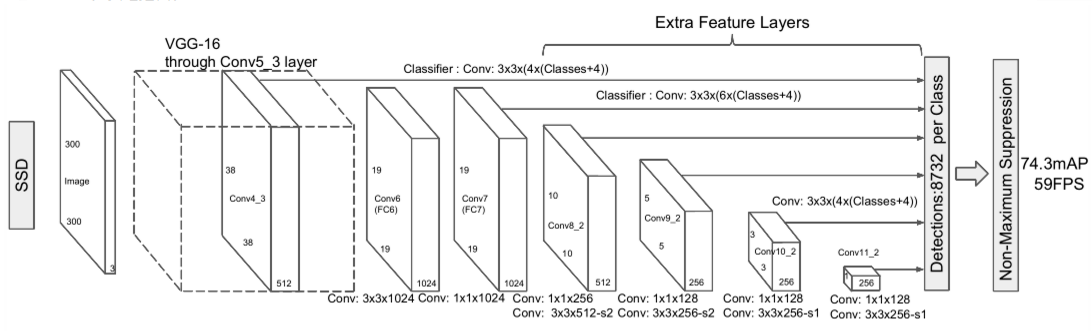 Extra Feature Layers
VGG-16
through Conv5_3 layer
Classifier : Conv: 3x3x(4x(Classes+4))
Classifier : Conv: 3x3x(6x(Classes+4))
SSD
300
Image
300
3
38
Conv4_3
38
512
19
Conv6
(FC6)
19
1024
19
Conv7
(FC7)
19
1024
10
Conv8_2
10
512
5
Conv9_2
5
256
Conv: 3x3x(4x(Classes+4))
3
Conv10_2
3
256
Conv11_2
1
256
Conv: 3x3x1024
Conv: 1x1x1024
Conv: 1x1x256
Conv: 3x3x512-s2
Conv: 1x1x128
Conv: 3x3x256-s2
Conv: 1x1x128
Conv: 3x3x256-s1
Conv: 1x1x128
Conv: 3x3x256-s1
Detections:8732 per Class
Non-Maximum Suppression
74.3mAP
59FPS